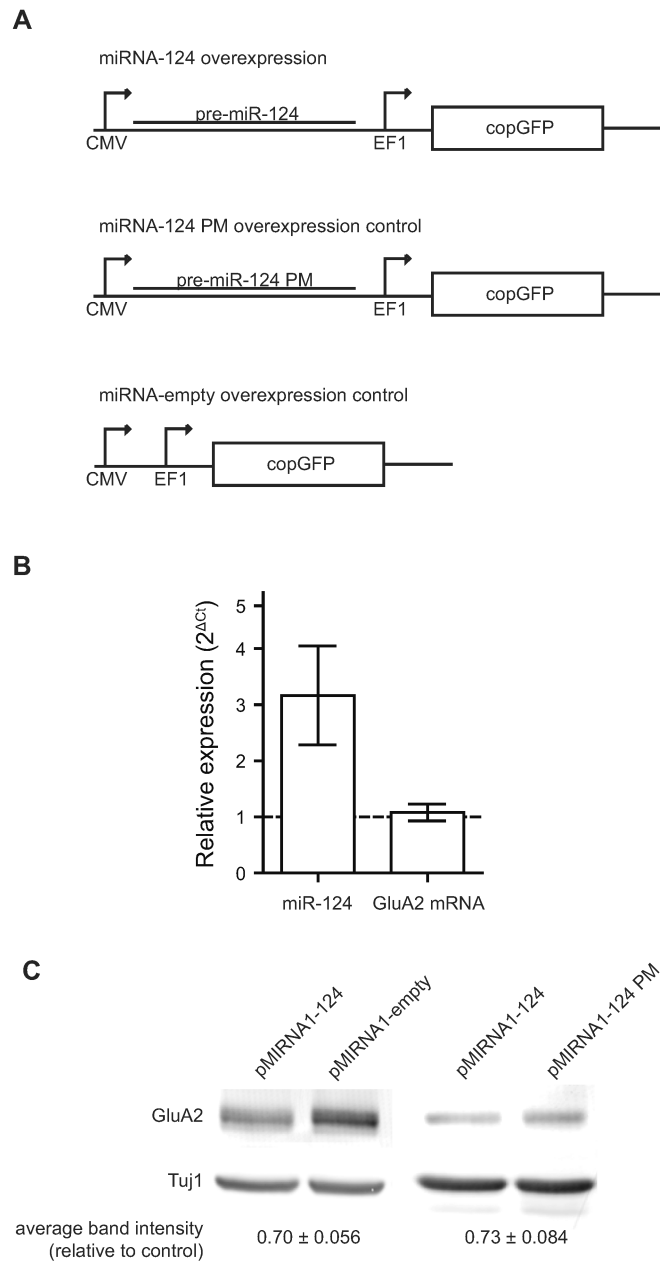 A
miRNA-124 overexpression
pre-miR-124
copGFP
CMV
EF1
miRNA-124 PM overexpression control
pre-miR-124 PM
copGFP
CMV
EF1
miRNA-empty overexpression control
copGFP
CMV
EF1
B
Relative expression (2^ΔCt)
5
4
3
2
1
0
miR-124
GluA2 mRNA
C
pMIRNA1-124
pMIRNA1-empty
pMIRNA1-124
pMIRNA1-124 PM
GluA2
Tuj1
average band intensity
(relative to control)
0.70 ± 0.056
0.73 ± 0.084